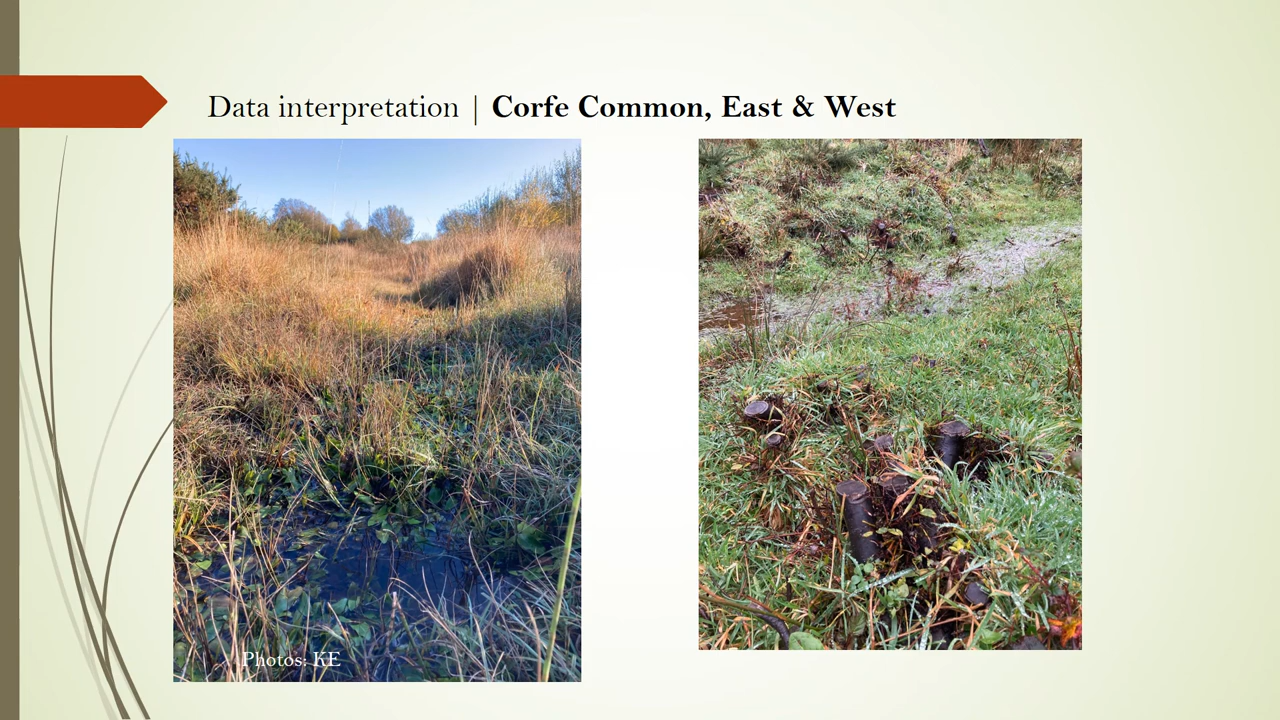 Data interpretation | Corfe Common, East & West
Photos: KE